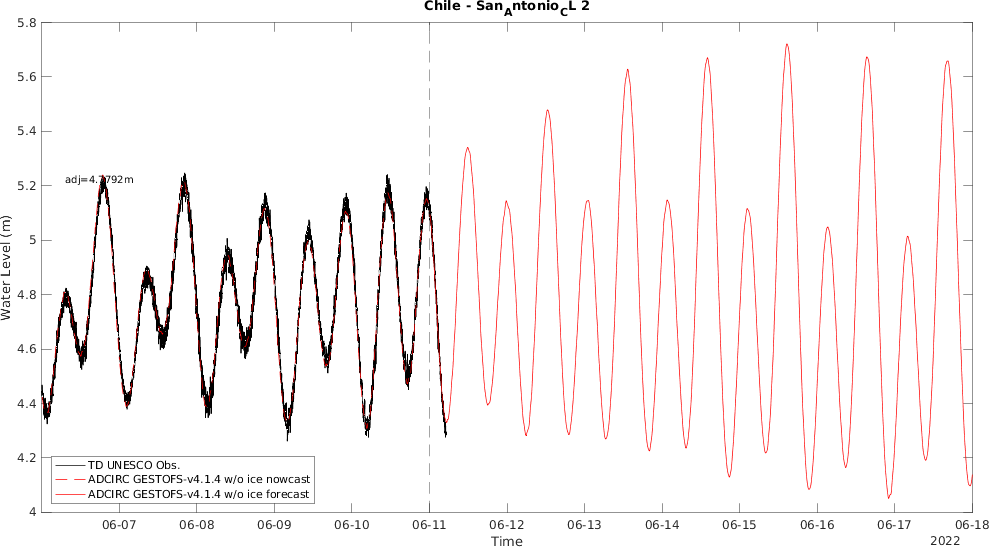 Chile - San_Antonio_CL 2
5.8
5.6
5.4
5.2
5
4.8
4.6
4.4
4.2
4
Water Level (m)
adj=4.7792m
TD UNESCO Obs.
ADCIRC GESTOFS-v4.1.4 w/o ice nowcast
ADCIRC GESTOFS-v4.1.4 w/o ice forecast
06-07 06-08 06-09 06-10 06-11 06-12 06-13 06-14 06-15 06-16 06-17 06-18
Time
2022